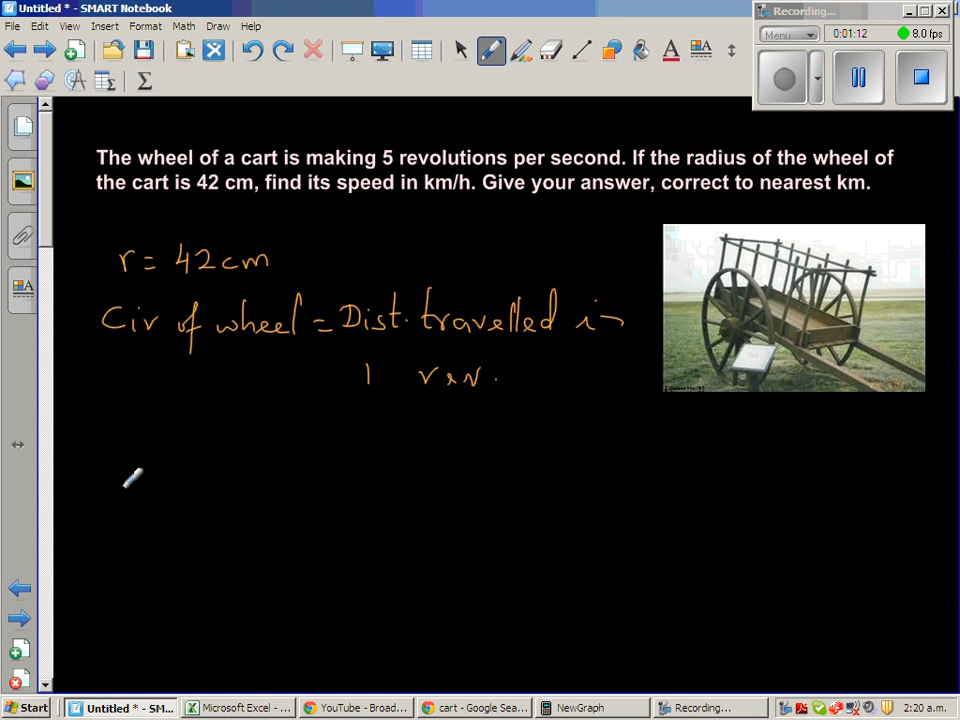 Untitled * - SMART Notebook
File Edit View Insert Format Math Draw Help
Recording...
Menu 0:01:12 8.0 fps
The wheel of a cart is making 5 revolutions per second. If the radius of the wheel of
the cart is 42 cm, find its speed in km/h. Give your answer, correct to nearest km.
r = 42cm
Cir of wheel = Dist. travelled in
1 rev.
Start Untitled * - SM... Microsoft Excel - ... YouTube - Broad... cart - Google Sea... NewGraph Recording... 2:20 a.m.